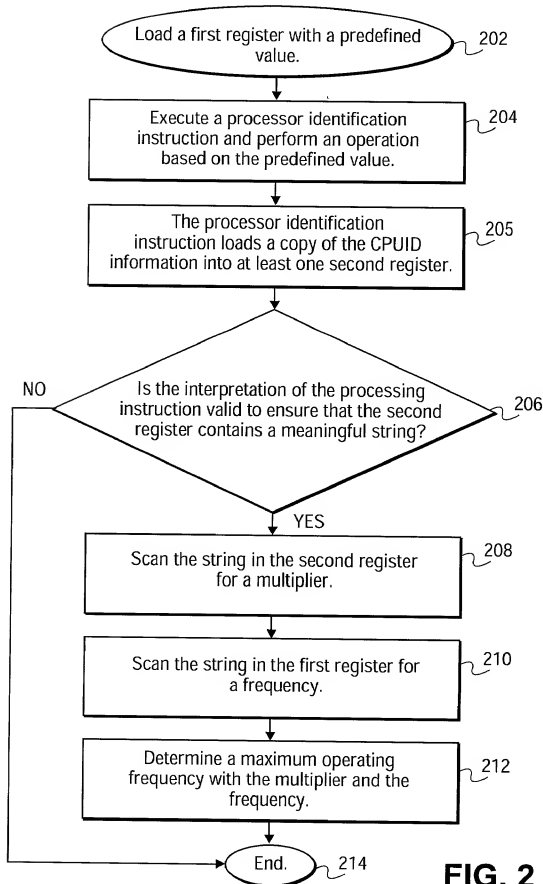 Load a first register with a predefined
value.
202
Execute a processor identification
instruction and perform an operation
based on the predefined value.
204
The processor identification
instruction loads a copy of the CPUID
information into at least one second register.
205
NO
Is the interpretation of the processing
instruction valid to ensure that the second
register contains a meaningful string?
206
YES
Scan the string in the second register
for a multiplier.
208
Scan the string in the first register for
a frequency.
210
Determine a maximum operating
frequency with the multiplier and the
frequency.
212
End.
214
FIG. 2